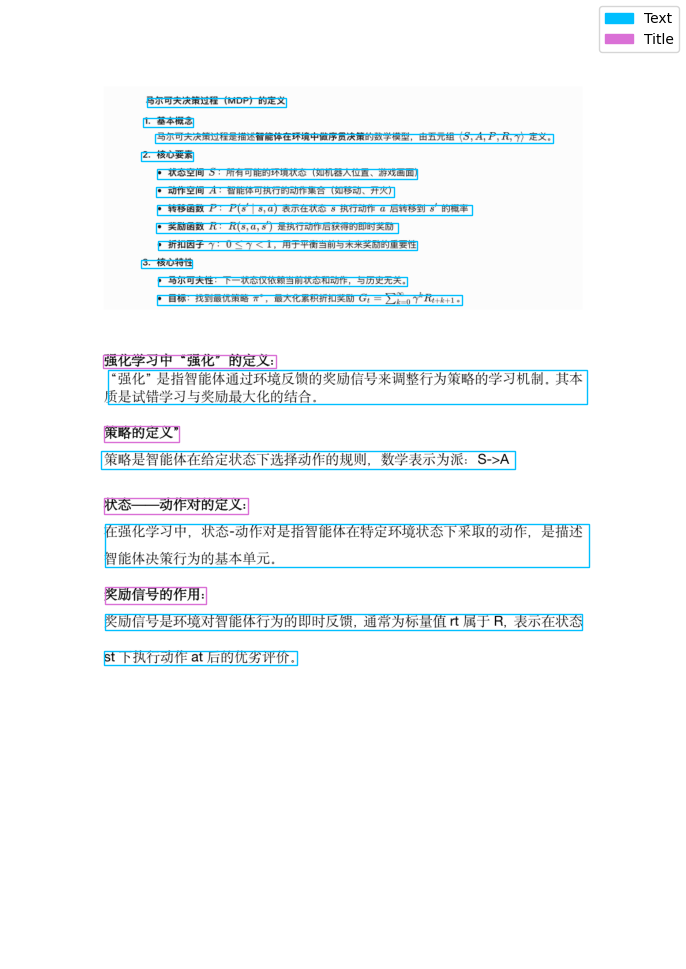 Text
Title
马尔可夫决策过程（MDP）的定义
1. 基本概念
马尔可夫决策过程是描述智能体在环境中做序贯决策的数学模型，由五元组 ⟨S, A, P, R, γ⟩ 定义。
2. 核心要素
• 状态空间 S：所有可能的环境状态（如机器人位置、游戏画面）
• 动作空间 A：智能体可执行的动作集合（如移动、开火）
• 转移函数 P：P(s′ | s, a) 表示在状态 s 执行动作 a 后转移到 s′ 的概率
• 奖励函数 R：R(s, a, s′) 是执行动作后获得的即时奖励
• 折扣因子 γ：0 ≤ γ < 1，用于平衡当前与未来奖励的重要性
3. 核心特性
• 马尔可夫性：下一状态仅依赖当前状态和动作，与历史无关。
• 目标：找到最优策略 π*，最大化累积折扣奖励 G_t = ∑_{k=0}^{∞} γ^k R_{t+k+1}。
强化学习中“强化”的定义：
“强化”是指智能体通过环境反馈的奖励信号来调整行为策略的学习机制，其本
质是试错学习与奖励最大化的结合。
策略的定义”
策略是智能体在给定状态下选择动作的规则，数学表示为派：S->A
状态——动作对的定义：
在强化学习中，状态-动作对是指智能体在特定环境状态下采取的动作，是描述
智能体决策行为的基本单元。
奖励信号的作用：
奖励信号是环境对智能体行为的即时反馈，通常为标量值 rt 属于 R，表示在状态
st 下执行动作 at 后的优劣评价。